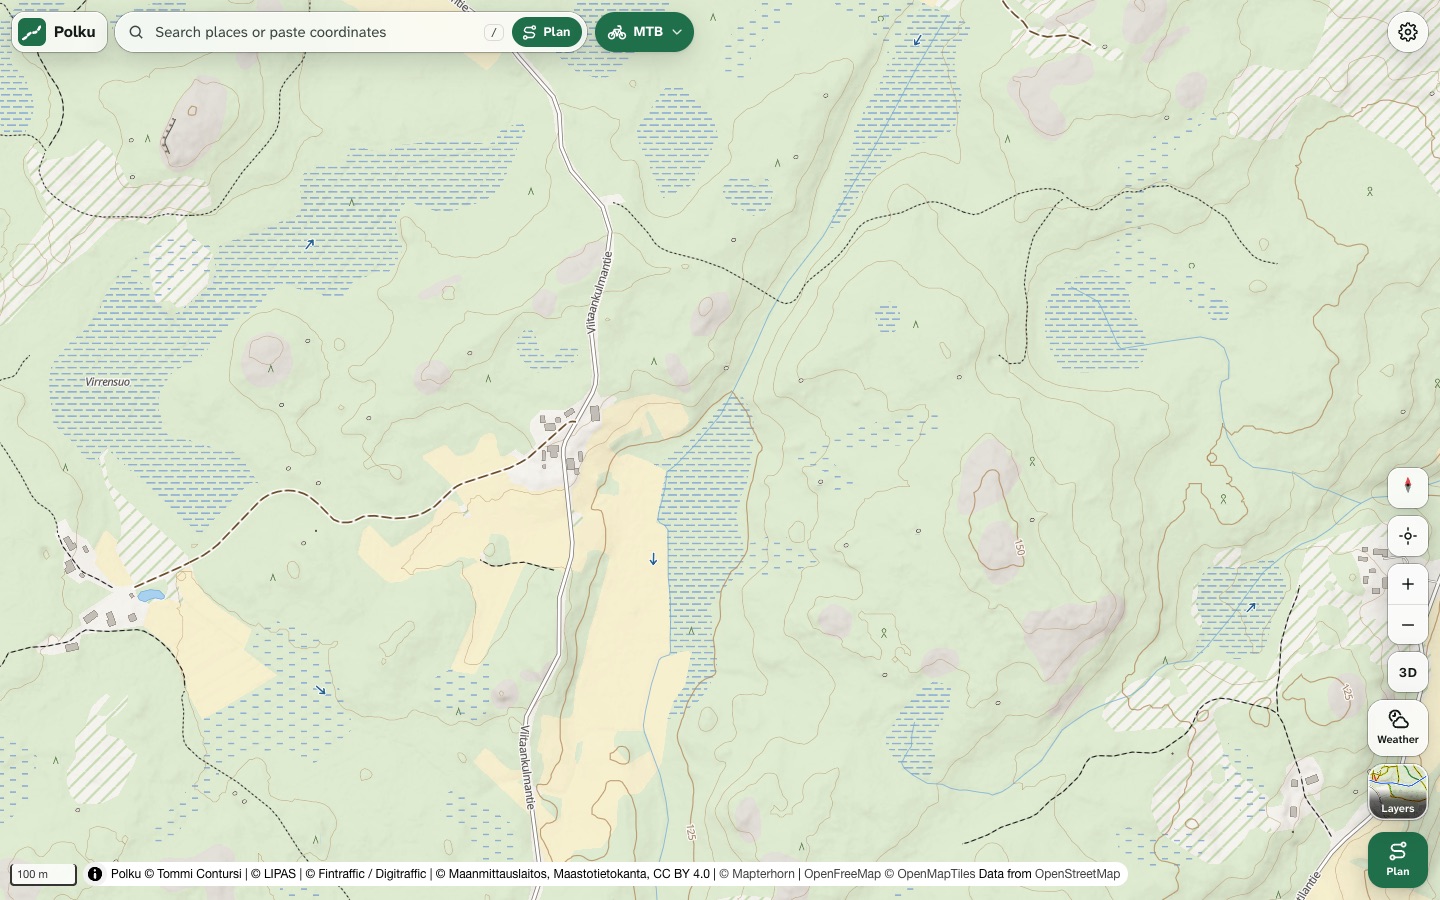 Polku
Search places or paste coordinates
/
Plan
MTB
Viitaankulmantie
Virrensuo
150
Viitaankulmantie
125
125
3D
Weather
Layers
Plan
100 m
Polku © Tommi Contursi | © LIPAS | © Fintraffic / Digitraffic | © Maanmittauslaitos, Maastotietokanta, CC BY 4.0 | © Mapterhorn | OpenFreeMap © OpenMapTiles Data from OpenStreetMap